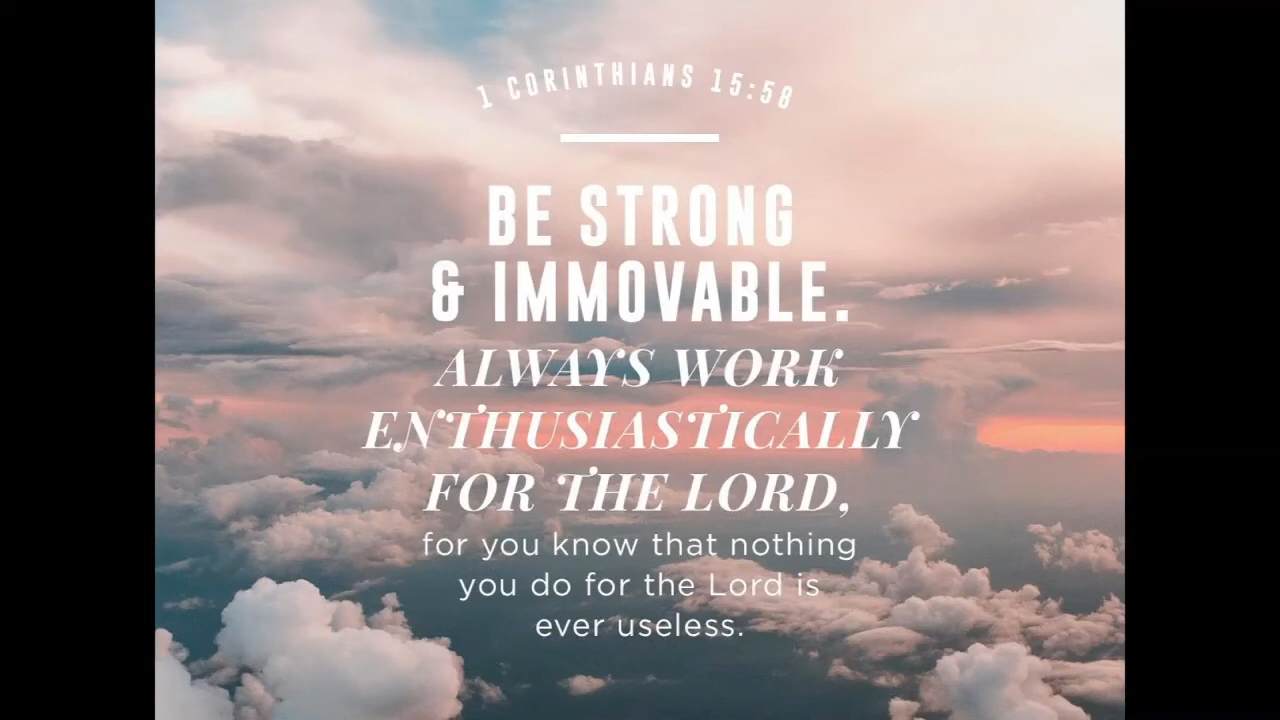 1 CORINTHIANS 15:58
BE STRONG
& IMMOVABLE.
ALWAYS WORK
ENTHUSIASTICALLY
FOR THE LORD,
for you know that nothing
you do for the Lord is
ever useless.